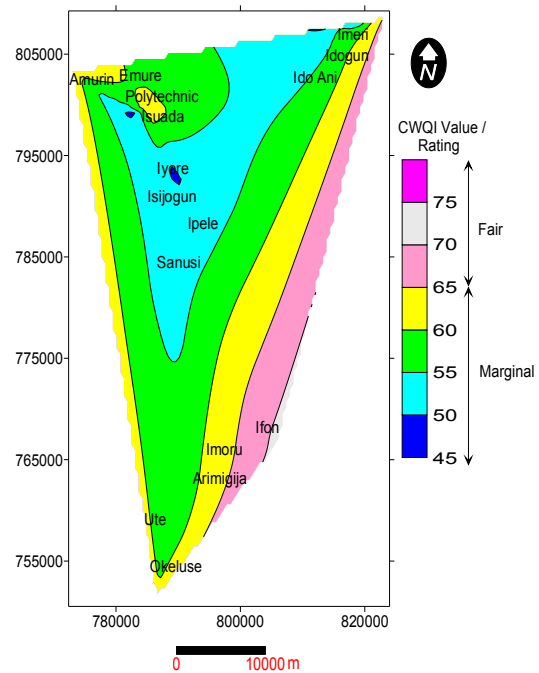 805000
795000
785000
775000
765000
755000
780000
800000
820000
Imeri
Idogun
Ido Ani
Amurin
Emure
Polytechnic
Isuada
Iyere
Isijogun
Ipele
Sanusi
Ifon
Imoru
Arimigija
Ute
Okeluse
N
CWQI Value /
Rating
75
70
65
60
55
50
45
Fair
Marginal
0 10000 m